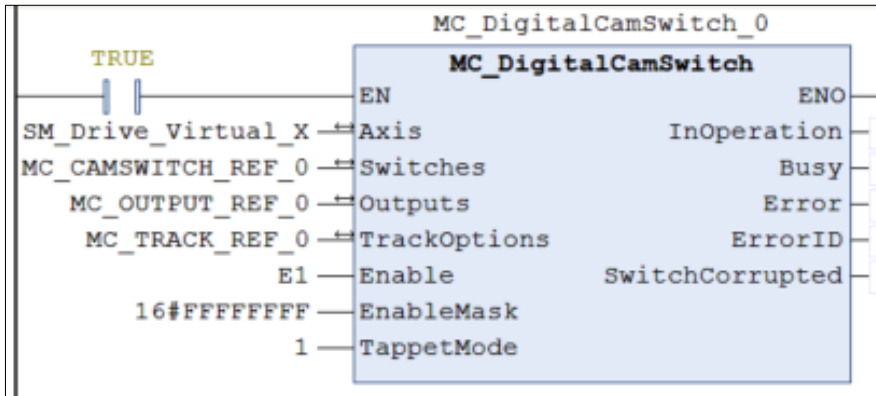 MC_DigitalCamSwitch_0
TRUE
MC_DigitalCamSwitch
EN ENO
SM_Drive_Virtual_X Axis InOperation
MC_CAMSWITCH_REF_0 Switches Busy
MC_OUTPUT_REF_0 Outputs Error
MC_TRACK_REF_0 TrackOptions ErrorID
E1 Enable SwitchCorrupted
16#FFFFFFFF EnableMask
1 TappetMode